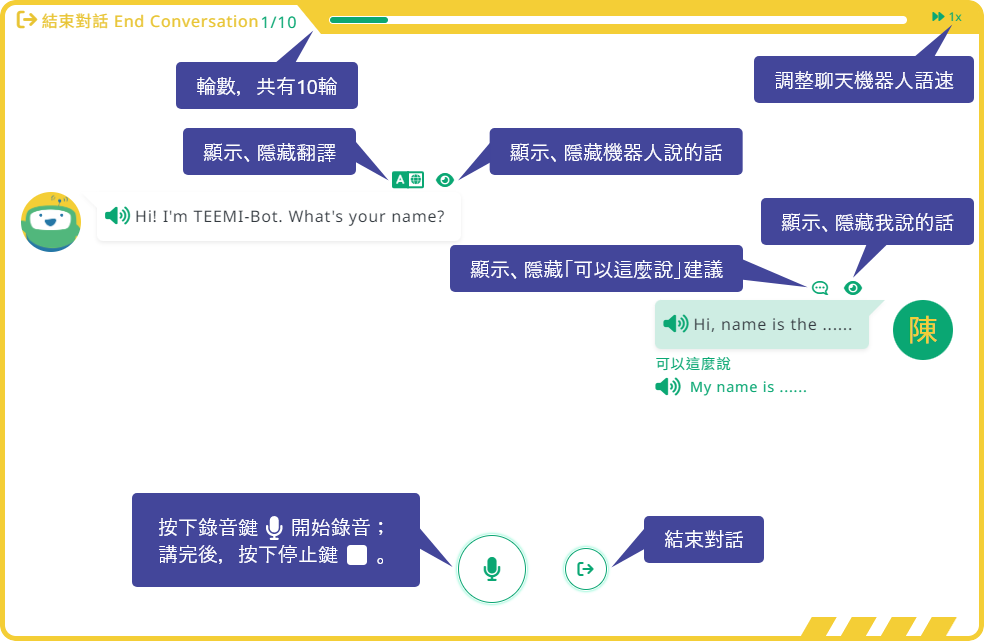 結束對話 End Conversation 1/10
1x
輪數，共有10輪
調整聊天機器人語速
顯示、隱藏翻譯
顯示、隱藏機器人說的話
A
Hi! I'm TEEMI-Bot. What's your name?
顯示、隱藏我說的話
顯示、隱藏「可以這麼說」建議
Hi, name is the ......
陳
可以這麼說
My name is ......
按下錄音鍵 開始錄音；
講完後，按下停止鍵 。
結束對話